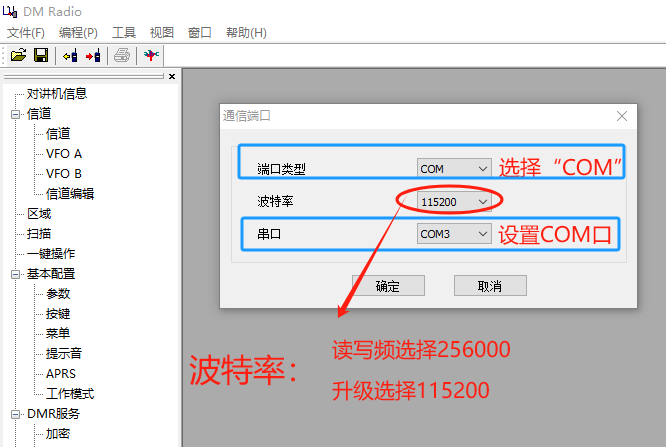 DM Radio
文件(F) 编程(P) 工具 视图 窗口 帮助(H)
对讲机信息
信道
信道
VFO A
VFO B
信道编辑
区域
扫描
一键操作
基本配置
参数
按键
菜单
提示音
APRS
工作模式
DMR服务
加密
通信端口
端口类型 COM 选择“COM”
波特率 115200
串口 COM3 设置COM口
确定 取消
波特率:
读写频选择256000
升级选择115200